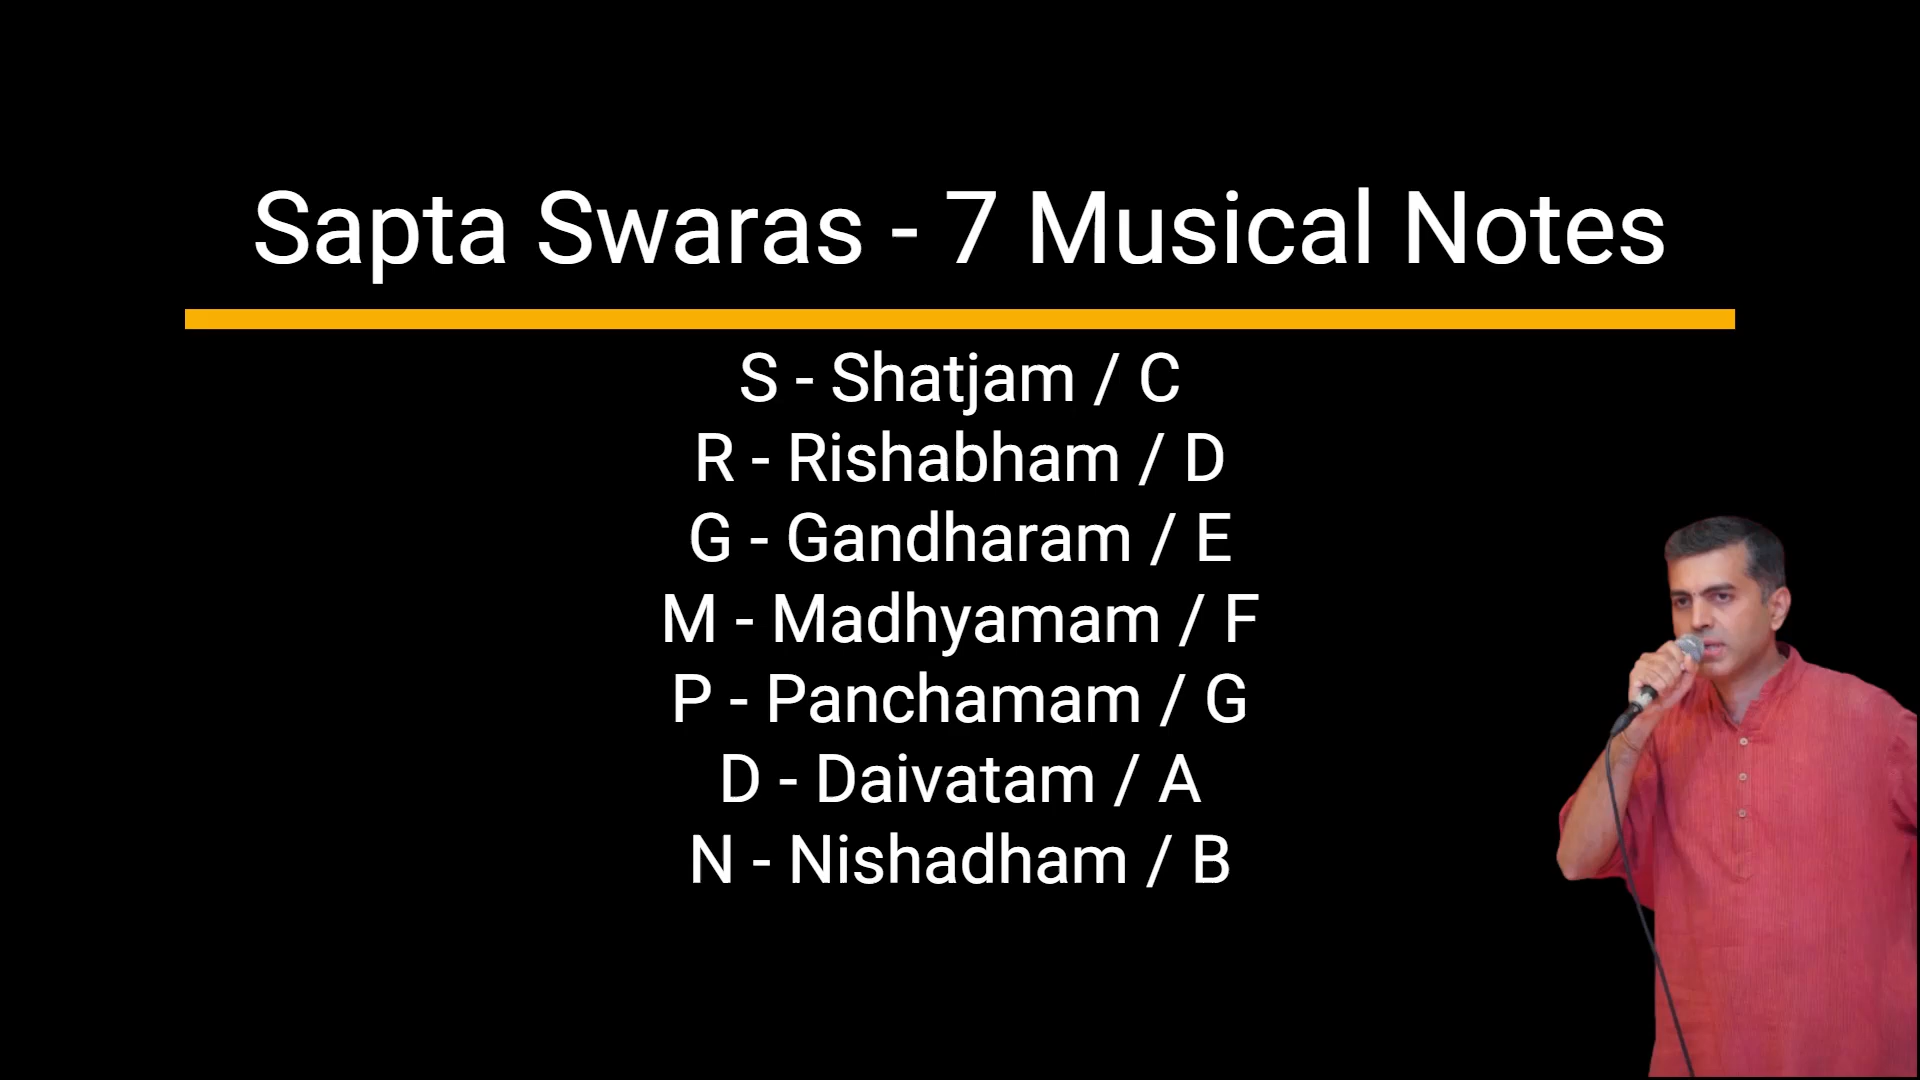 Sapta Swaras - 7 Musical Notes
S - Shatjam / C
R - Rishabham / D
G - Gandharam / E
M - Madhyamam / F
P - Panchamam / G
D - Daivatam / A
N - Nishadham / B